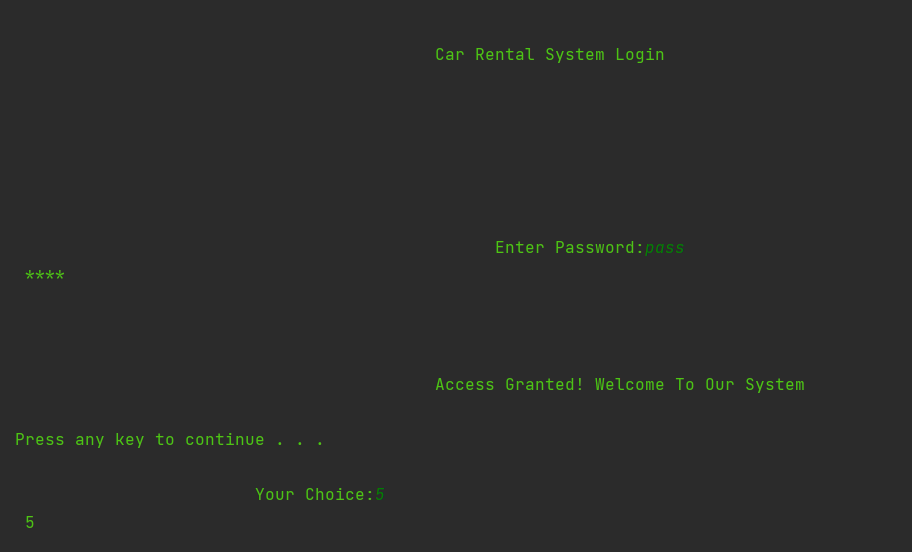 Car Rental System Login
Enter Password:pass
****
Access Granted! Welcome To Our System
Press any key to continue . . .
Your Choice:5
5